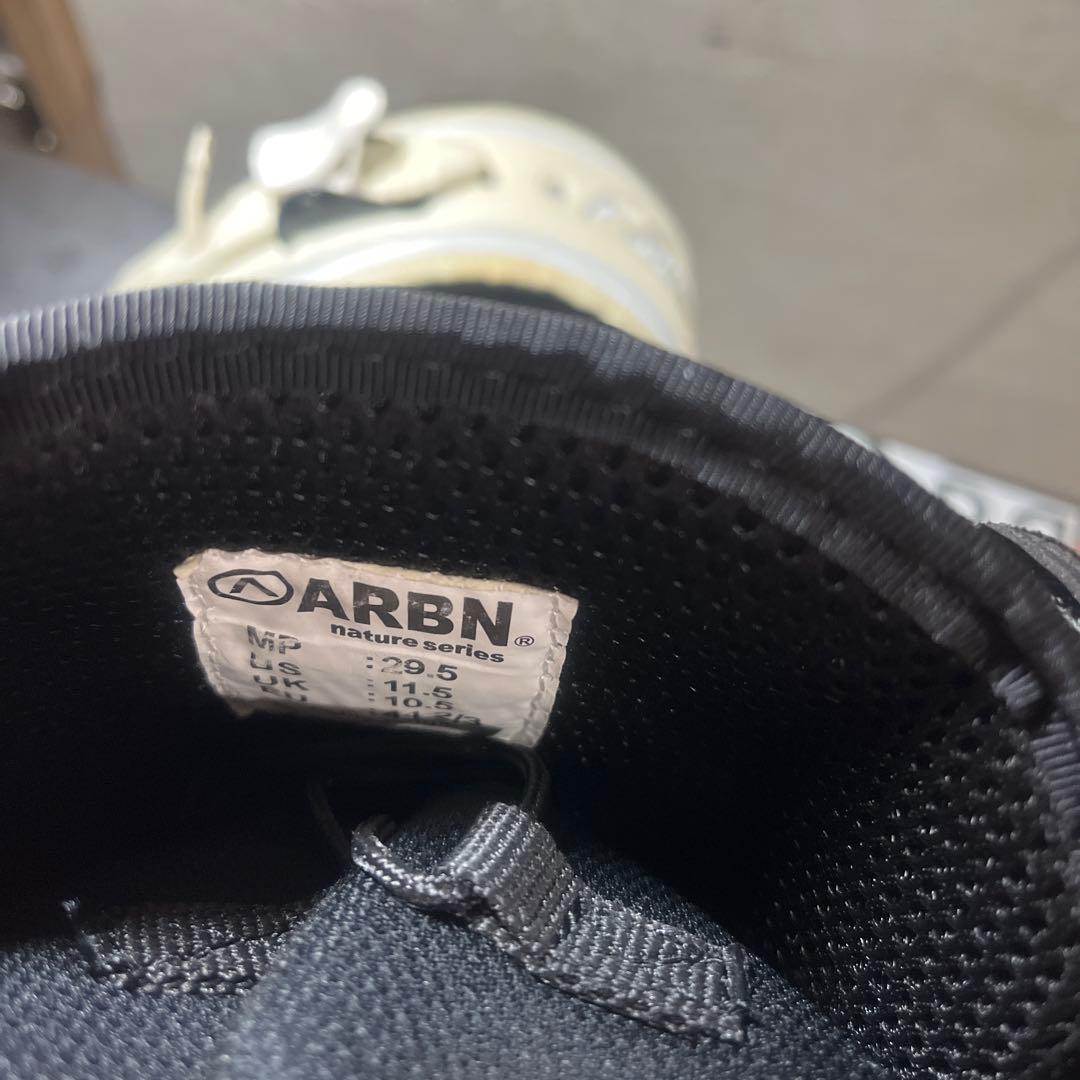 ARBN®
nature series
MP : 29.5
US : 11.5
UK : 10.5